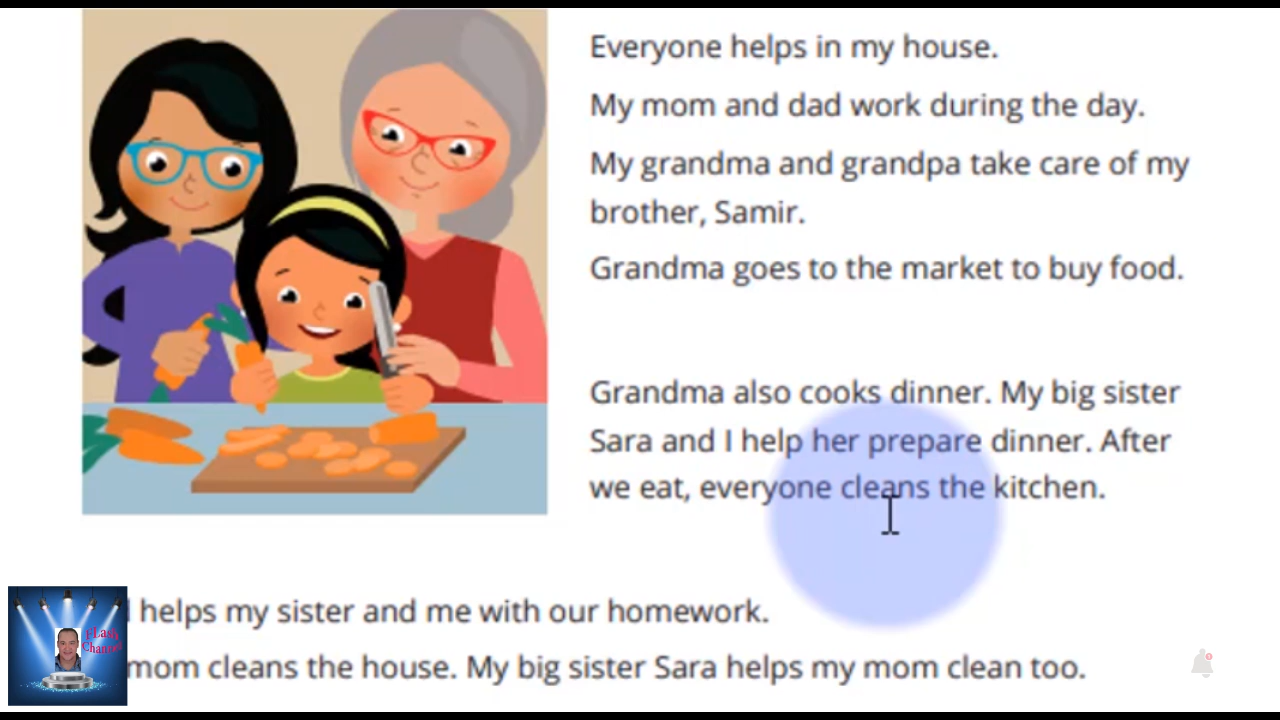 Everyone helps in my house.
My mom and dad work during the day.
My grandma and grandpa take care of my
brother, Samir.
Grandma goes to the market to buy food.
Grandma also cooks dinner. My big sister
Sara and I help her prepare dinner. After
we eat, everyone cleans the kitchen.
helps my sister and me with our homework.
mom cleans the house. My big sister Sara helps my mom clean too.
FLash
Channel